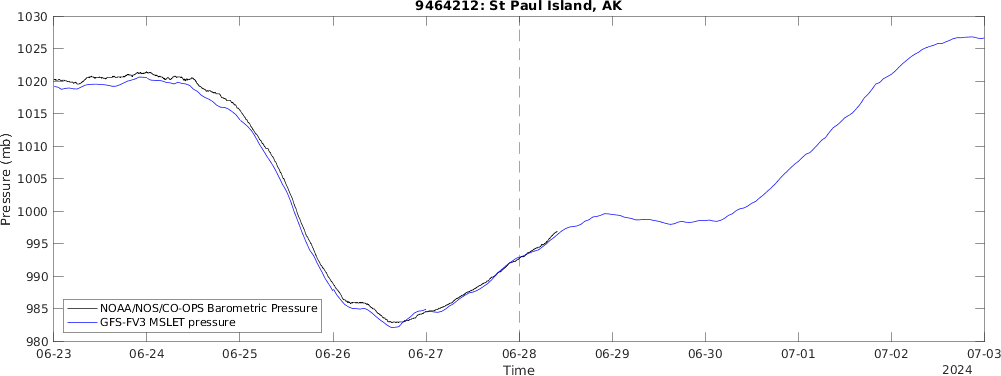 9464212: St Paul Island, AK
Pressure (mb)
1030
1025
1020
1015
1010
1005
1000
995
990
985
980
NOAA/NOS/CO-OPS Barometric Pressure
GFS-FV3 MSLET pressure
06-23 06-24 06-25 06-26 06-27 06-28 06-29 06-30 07-01 07-02 07-03
Time
2024